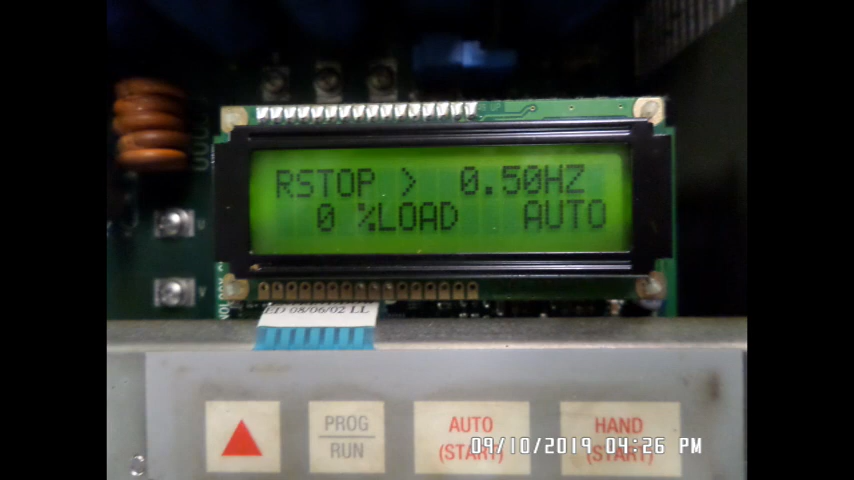 RSTOP > 0.50HZ
0 %LOAD AUTO
ED 08/06/02 LL
PROG
RUN
AUTO
(START)
HAND
(START)
09/10/2019 04:26 PM